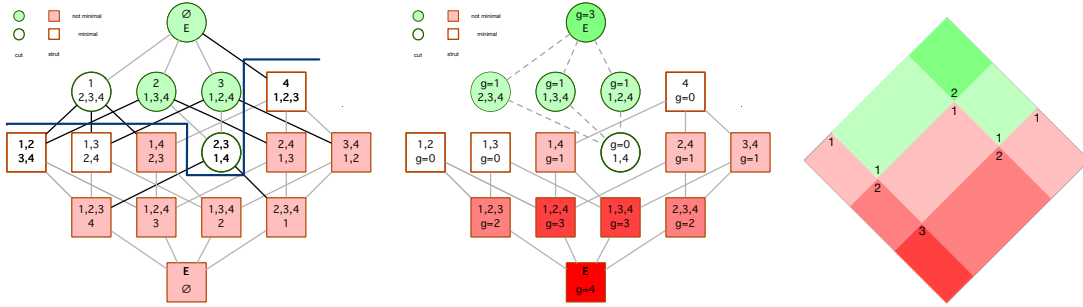 not minimal
minimal
cut strut
∅
E
1
2,3,4
2
1,3,4
3
1,2,4
4
1,2,3
1,2
3,4
1,3
2,4
1,4
2,3
2,3
1,4
2,4
1,3
3,4
1,2
1,2,3
4
1,2,4
3
1,3,4
2
2,3,4
1
E
∅
not minimal
minimal
cut strut
g=3
E
g=1
2,3,4
g=1
1,3,4
g=1
1,2,4
4
g=0
1,2
g=0
1,3
g=0
1,4
g=1
g=0
1,4
2,4
g=1
3,4
g=1
1,2,3
g=2
1,2,4
g=3
1,3,4
g=3
2,3,4
g=2
E
g=4
2
1
1
1
1
2
1
2
3